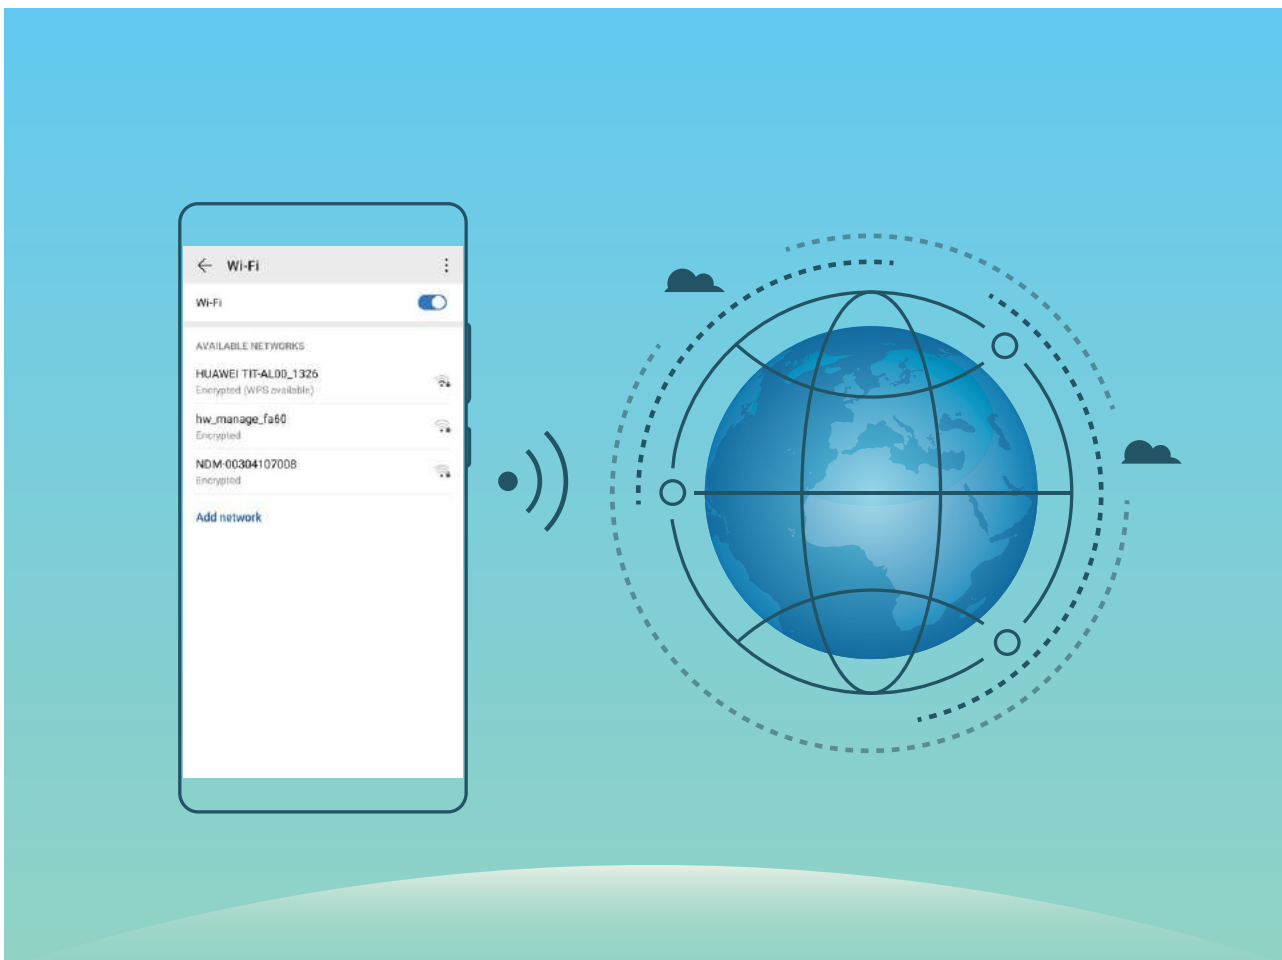 Wi-Fi
Wi-Fi
AVAILABLE NETWORKS
HUAWEI TIT-AL00_1326
Encrypted (WPS available)
hw_manage_fa60
Encrypted
NDM-00304107008
Encrypted
Add network